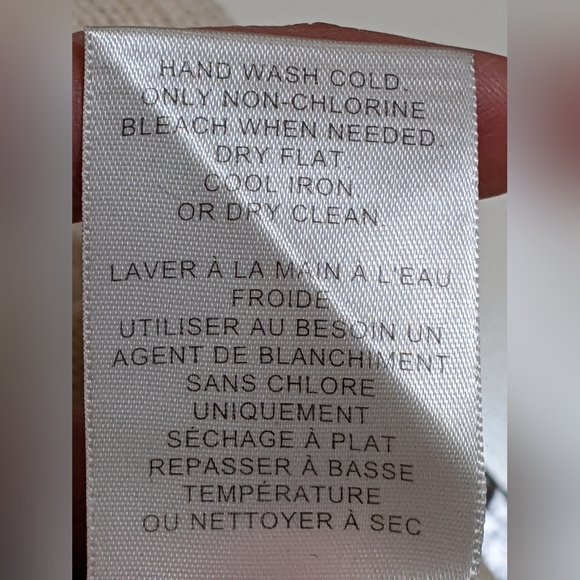 HAND WASH COLD.
ONLY NON-CHLORINE
BLEACH WHEN NEEDED.
DRY FLAT.
COOL IRON
OR DRY CLEAN.
LAVER À LA MAIN À L'EAU
FROIDE
UTILISER AU BESOIN UN
AGENT DE BLANCHIMENT
SANS CHLORE
UNIQUEMENT
SÉCHAGE À PLAT
REPASSER À BASSE
TEMPÉRATURE
OU NETTOYER À SEC